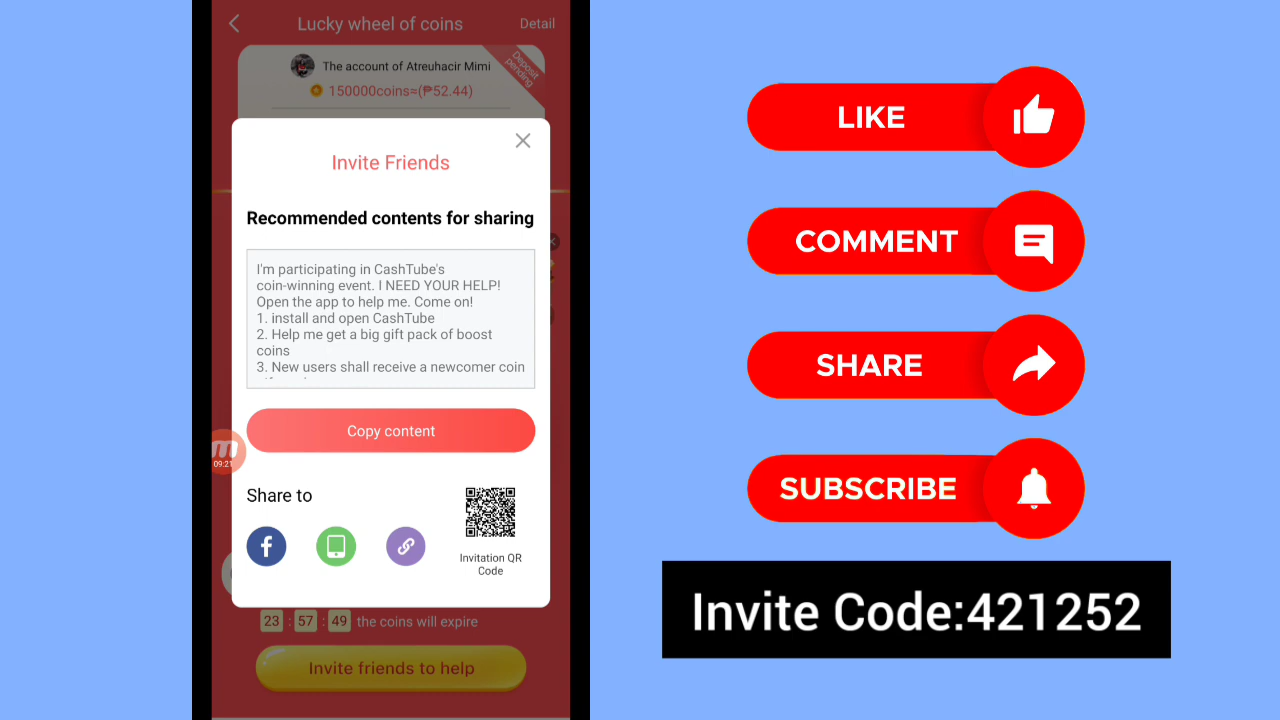 Lucky wheel of coins
Detail
The account of Atreuhacir Mimi
Deposit
pending
150000coins≈(₱52.44)
Invite Friends
Recommended contents for sharing
I'm participating in CashTube's
coin-winning event. I NEED YOUR HELP!
Open the app to help me. Come on!
1. install and open CashTube
2. Help me get a big gift pack of boost
coins
3. New users shall receive a newcomer coin
Copy content
09:21
Share to
Invitation QR
Code
23 : 57 : 49 the coins will expire
Invite friends to help
LIKE
COMMENT
SHARE
SUBSCRIBE
Invite Code:421252